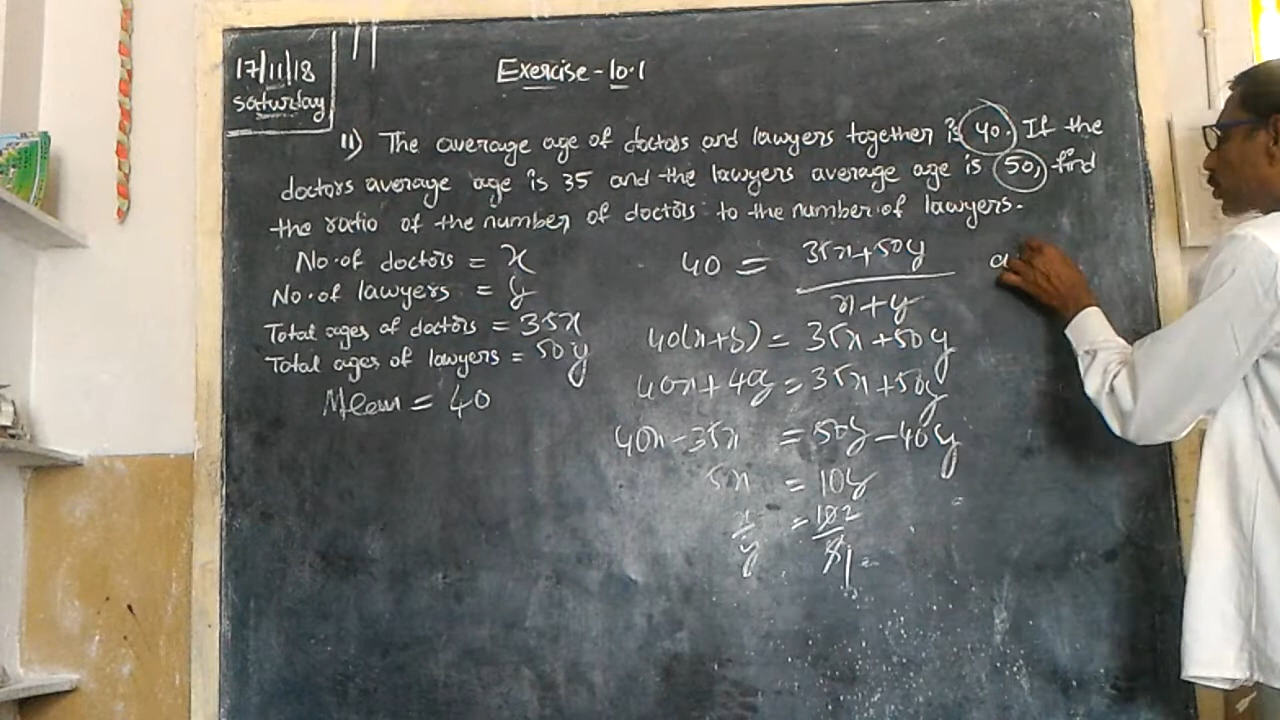 17/11/18
Saturday
Exercise-10.1
11) The average age of doctors and lawyers together is 40. If the
doctors average age is 35 and the lawyers average age is 50, find
the ratio of the number of doctors to the number of lawyers.
No. of doctors = x
No. of lawyers = y
Total ages of doctors = 35x
Total ages of lawyers = 50y
Mean = 40
40 = 35x+50y
x+y
40(x+y) = 35x+50y
40x+40y = 35x+50y
40x-35x = 50y-40y
5x = 10y
x/y = 10 2
5 1